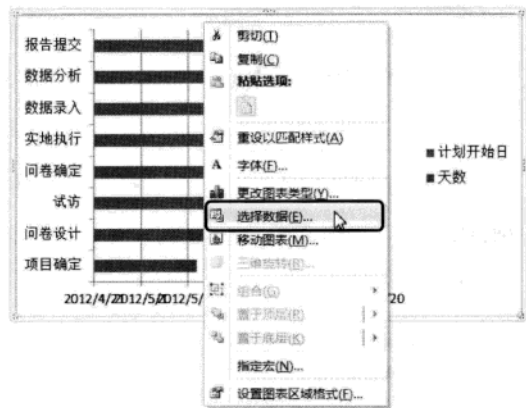 报告提交
数据分析
数据录入
实地执行
问卷确定
试访
问卷设计
项目确定
2012/4/2
2012/5/
2012/5/
20
计划开始日
天数
剪切(T)
复制(C)
粘贴选项:
重设以匹配样式(A)
A 字体(F)...
更改图表类型(Y)...
选择数据(E)...
移动图表(M)...
三维旋转(R)...
组合(G)
置于顶层(R)
置于底层(K)
指定宏(N)...
设置图表区域格式(F)...